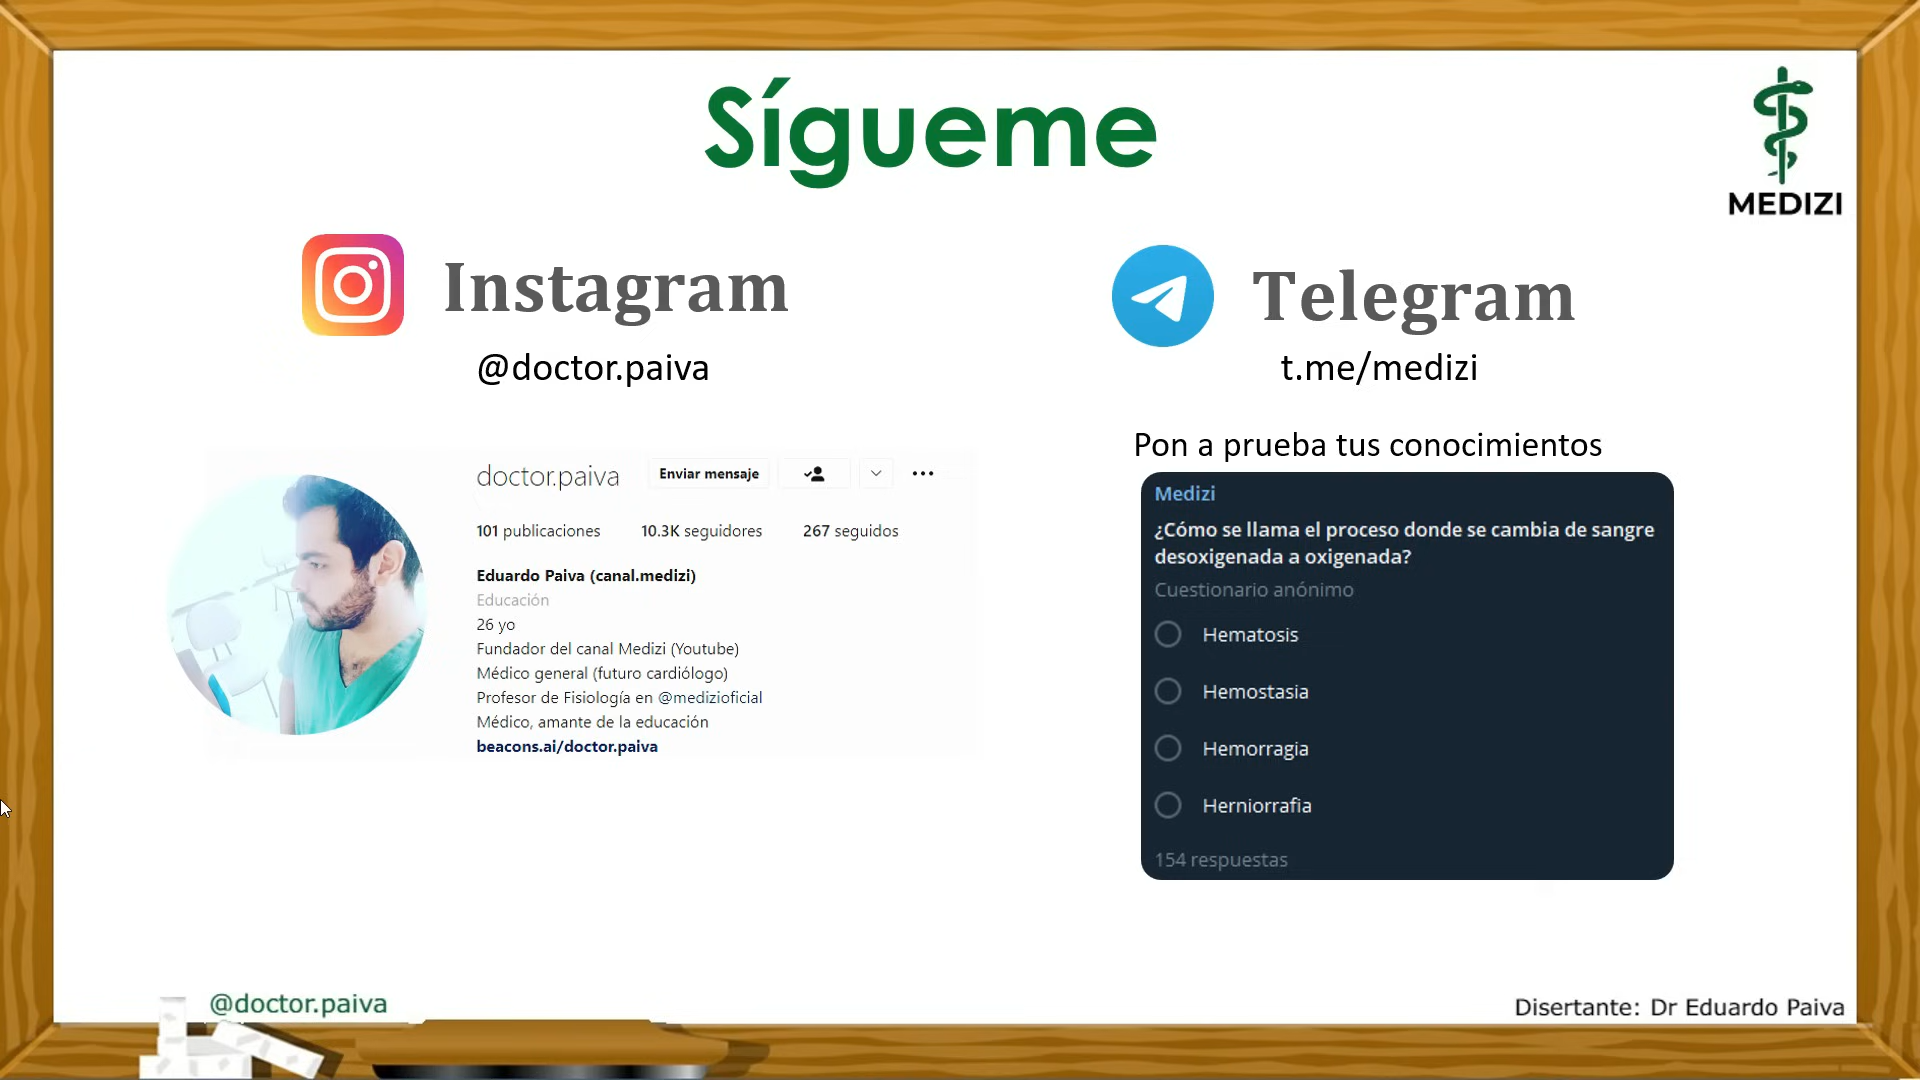 Sígueme
MEDIZI
Instagram
@doctor.paiva
doctor.paiva
Enviar mensaje
101 publicaciones 10.3K seguidores 267 seguidos
Eduardo Paiva (canal.medizi)
Educación
26 yo
Fundador del canal Medizi (Youtube)
Médico general (futuro cardiólogo)
Profesor de Fisiología en @medizioficial
Médico, amante de la educación
beacons.ai/doctor.paiva
Telegram
t.me/medizi
Pon a prueba tus conocimientos
Medizi
¿Cómo se llama el proceso donde se cambia de sangre
desoxigenada a oxigenada?
Cuestionario anónimo
Hematosis
Hemostasia
Hemorragia
Herniorrafia
154 respuestas
@doctor.paiva
Disertante: Dr Eduardo Paiva